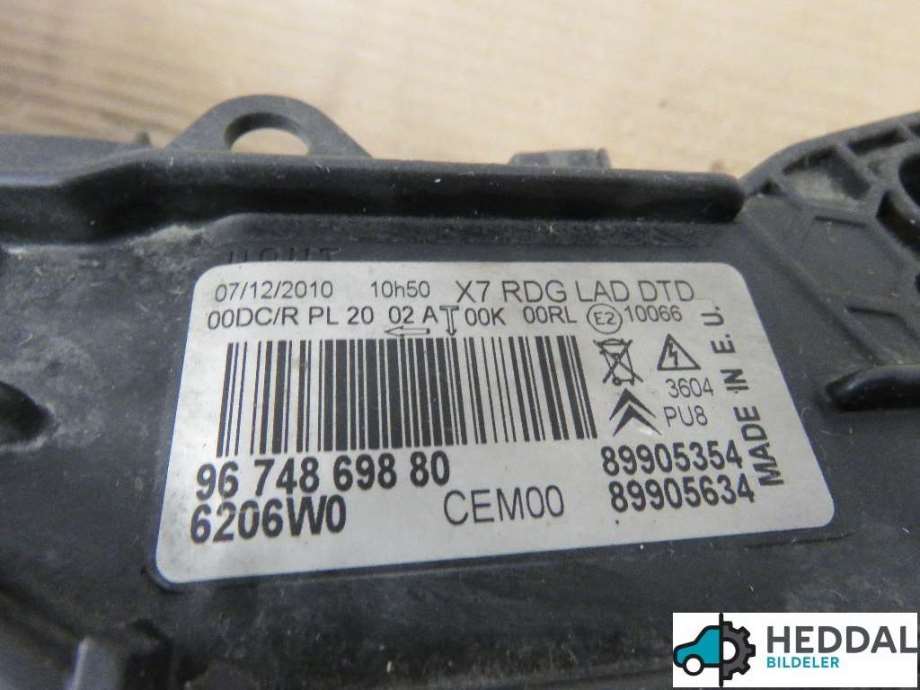 07/12/2010 10h50 X7 RDG LAD DTD
00DC/R PL 20 02 A 00K 00RL E2 10066
3604
PU8
MADE IN E.U.
96 748 698 80
6206W0
CEM00
89905354
89905634
HEDDAL
BILDELER